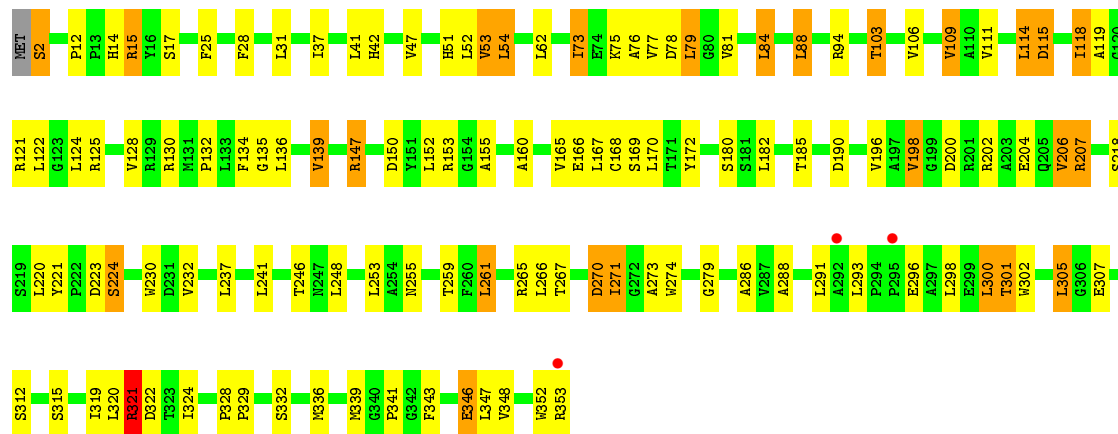 MET S2 P12 P13 H14 R15 Y16 S17 F25 F28 L31 I37 L41 H42 V47 H51 L52 V53 L54 L62 I73 E74 K75 A76 V77 D78 L79 G80 V81 L84 L88 R94 T103 V106 V109 A110 V111 L114 D115 I118 A119 G120
R121 L122 G123 L124 R125 V128 R129 R130 M131 P132 L133 F134 G135 L136 V139 R147 D150 Y151 L152 R153 G154 A155 A160 V165 E166 L167 C168 S169 L170 T171 Y172 S180 S181 L182 T185 D190 V196 A197 V198 G199 D200 R201 R202 A203 E204 Q205 V206 R207 S218
S219 L220 Y221 P222 D223 S224 W230 D231 V232 L237 L241 T246 N247 L248 L253 A254 N255 T259 F260 L261 R265 L266 T267 D270 I271 G272 A273 W274 G279 A286 V287 A288 L291 A292 L293 P294 P295 E296 A297 L298 E299 L300 T301 W302 L305 G306 E307
S312 S315 I319 L320 R321 D322 T323 I324 P328 P329 S332 M336 M339 G340 P341 G342 F343 E346 L347 V348 W352 R353